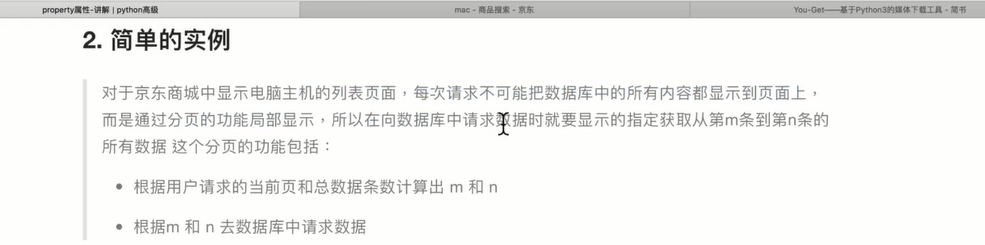 property属性-讲解 | python高级 mac - 商品搜索 - 京东 You-Get——基于Python3的媒体下载工具 - 简书
2. 简单的实例
对于京东商城中显示电脑主机的列表页面，每次请求不可能把数据库中的所有内容都显示到页面上，
而是通过分页的功能局部显示，所以在向数据库中请求数据时就要显示的指定获取从第m条到第n条的
所有数据 这个分页的功能包括：
• 根据用户请求的当前页和总数据条数计算出 m 和 n
• 根据m 和 n 去数据库中请求数据